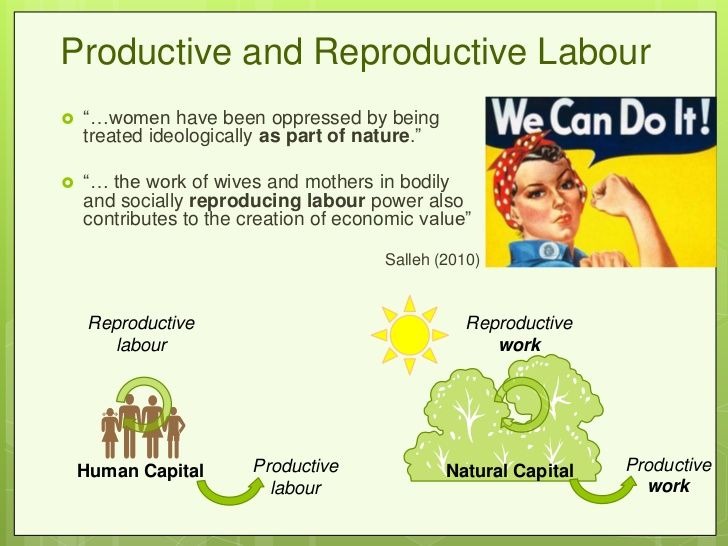 Productive and Reproductive Labour
“…women have been oppressed by being
treated ideologically as part of nature.”
“… the work of wives and mothers in bodily
and socially reproducing labour power also
contributes to the creation of economic value”
Salleh (2010)
We Can Do It!
Reproductive
labour
Human Capital
Productive
labour
Reproductive
work
Natural Capital
Productive
work